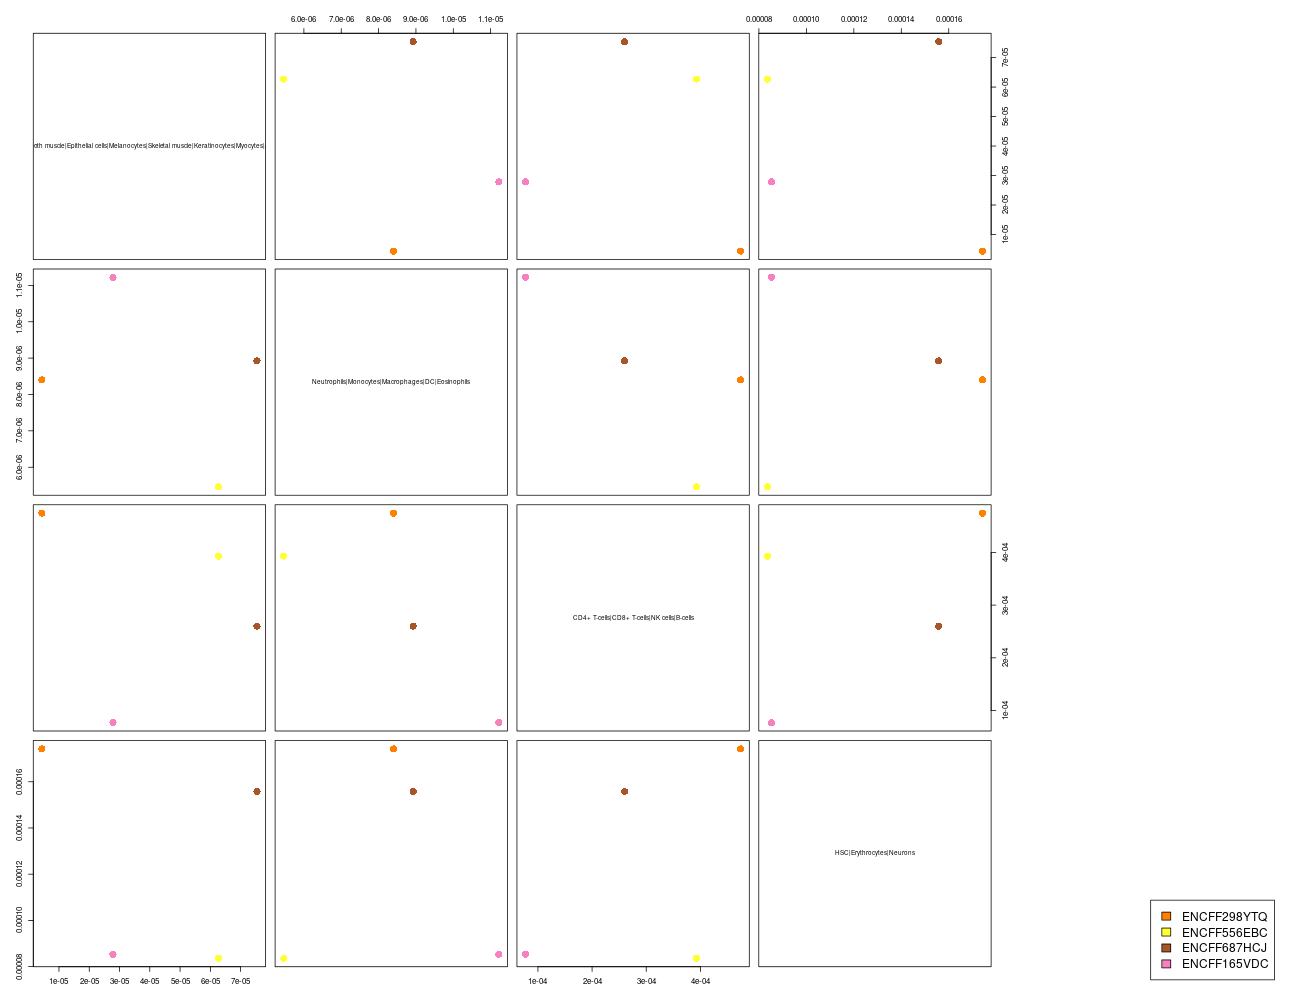 6.0e-06 7.0e-06 8.0e-06 9.0e-06 1.0e-05 1.1e-05
0.00008 0.00010 0.00012 0.00014 0.00016
7e-05
6e-05
5e-05
4e-05
3e-05
2e-05
1e-05
oth muscle|Epithelial cells|Melanocytes|Skeletal muscle|Keratinocytes|Myocytes|
1.1e-05
1.0e-05
9.0e-06
8.0e-06
7.0e-06
6.0e-06
Neutrophils|Monocytes|Macrophages|DC|Eosinophils
CD4+ T-cells|CD8+ T-cells|NK cells|B-cells
4e-04
3e-04
2e-04
1e-04
0.00016
0.00014
0.00012
0.00010
0.00008
HSC|Erythrocytes|Neurons
1e-05 2e-05 3e-05 4e-05 5e-05 6e-05 7e-05
1e-04 2e-04 3e-04 4e-04
ENCFF298YTQ
ENCFF556EBC
ENCFF687HCJ
ENCFF165VDC